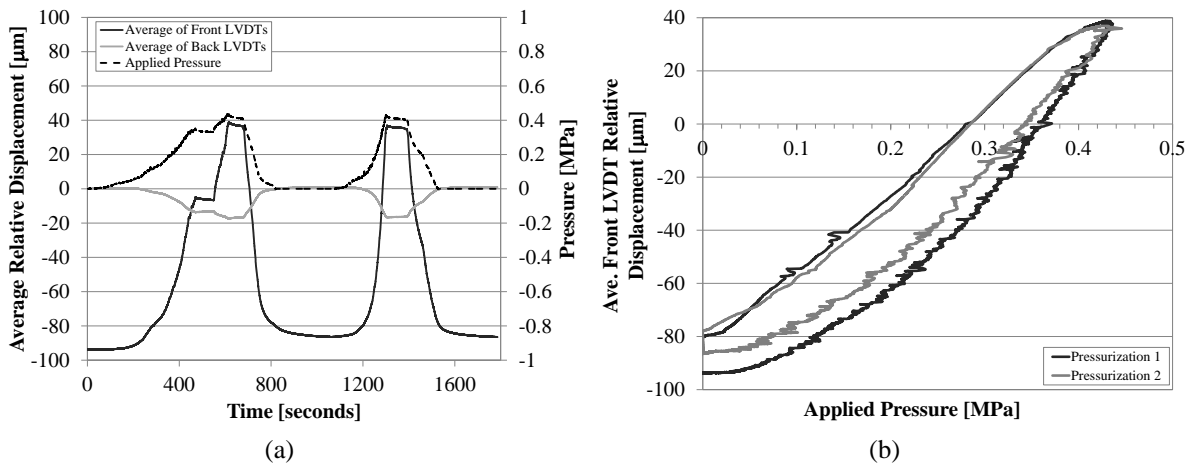 100
80
60
40
20
0
-20
-40
-60
-80
-100
Average Relative Displacement [µm]
Average of Front LVDTs
Average of Back LVDTs
Applied Pressure
1
0.8
0.6
0.4
0.2
0
-0.2
-0.4
-0.6
-0.8
-1
Pressure [MPa]
0 400 800 1200 1600
Time [seconds]
(a)
40
20
0
-20
-40
-60
-80
-100
Ave. Front LVDT Relative
Displacement [µm]
0 0.1 0.2 0.3 0.4 0.5
Pressurization 1
Pressurization 2
Applied Pressure [MPa]
(b)